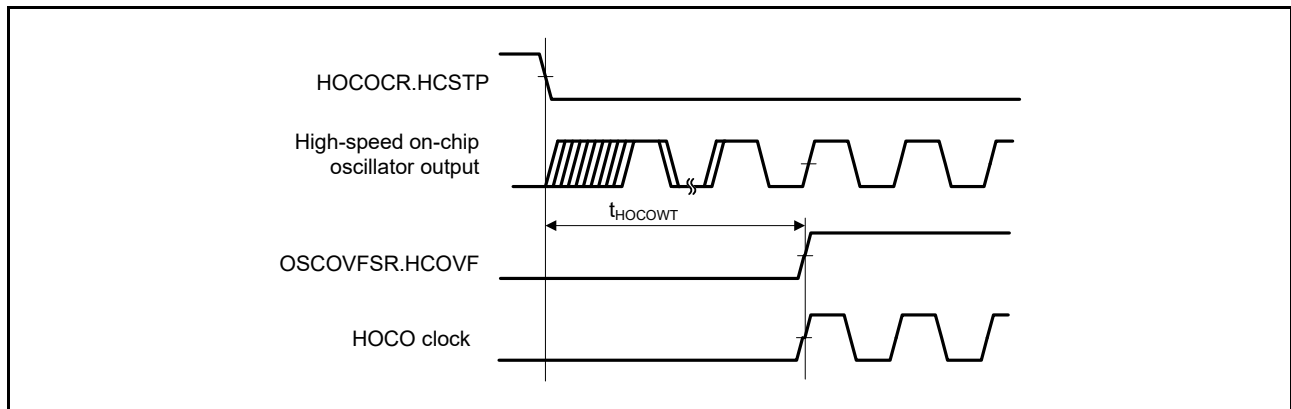 HOCOCR.HCSTP
High-speed on-chip
oscillator output
tHOCOWT
OSCOVFSR.HCOVF
HOCO clock